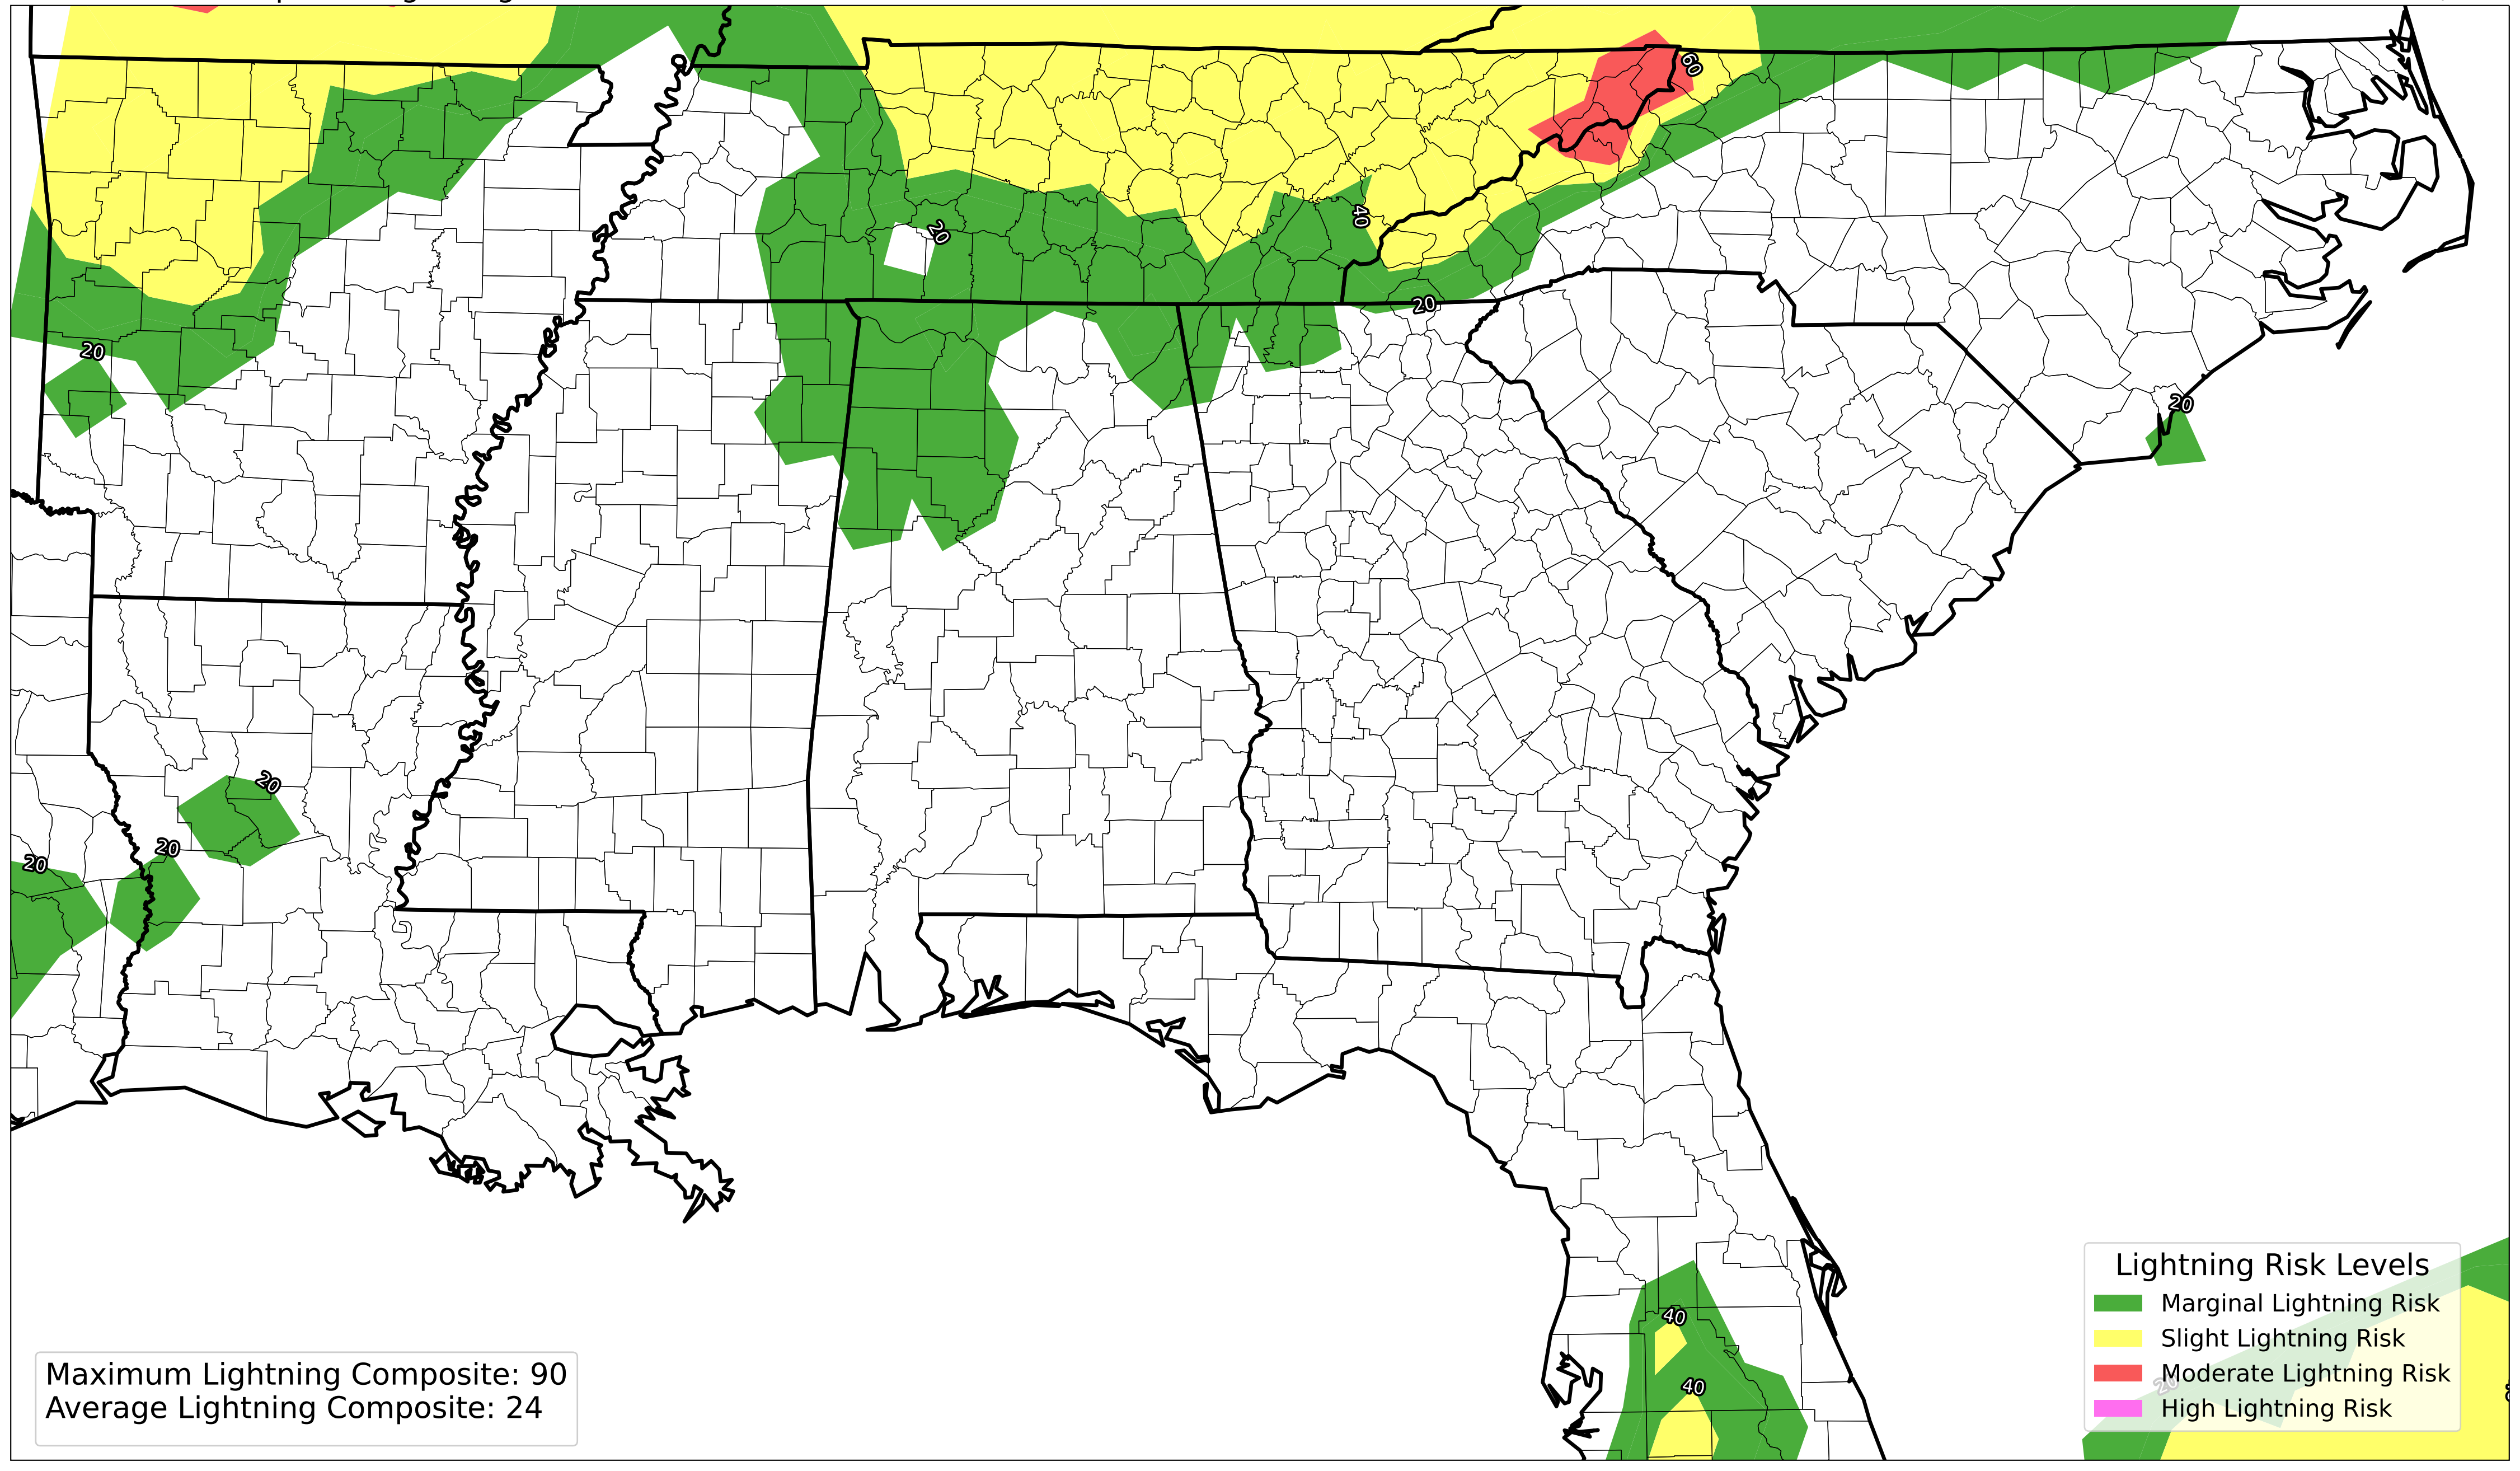 60
20
40
20
20
20
20
20
20
40
40
20
Lightning Risk Levels
Marginal Lightning Risk
Slight Lightning Risk
Moderate Lightning Risk
High Lightning Risk
Maximum Lightning Composite: 90
Average Lightning Composite: 24